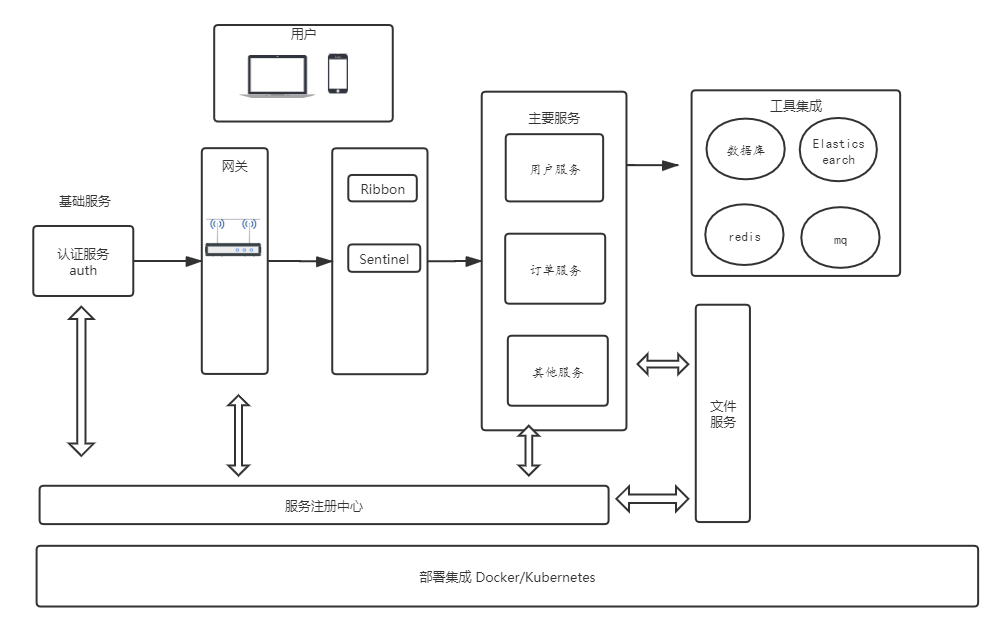 用户
网关
Ribbon
Sentinel
基础服务
认证服务
auth
主要服务
用户服务
订单服务
其他服务
工具集成
数据库
Elastics
earch
redis
mq
文件
服务
服务注册中心
部署集成 Docker/Kubernetes